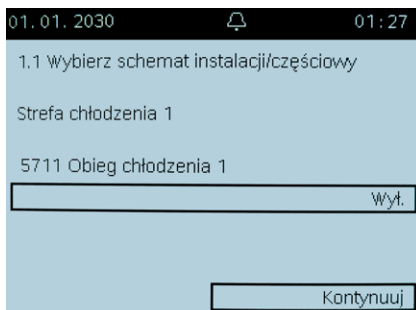 01. 01. 2030 01:27
1.1 Wybierz schemat instalacji/częściowy
Strefa chłodzenia 1
5711 Obieg chłodzenia 1
Wył.
Kontynuuj